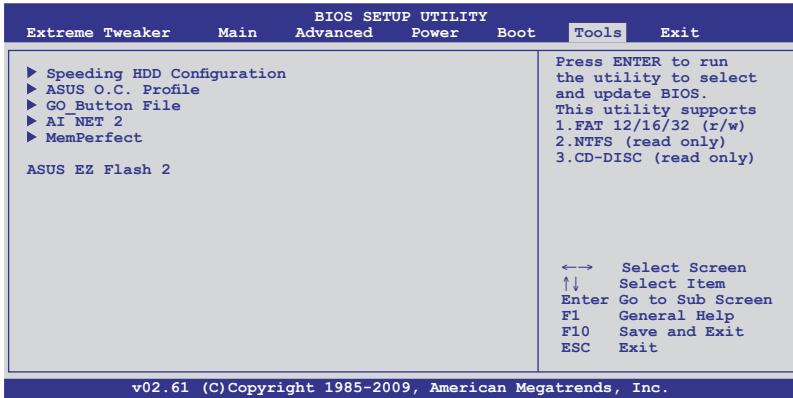 BIOS SETUP UTILITY
Extreme Tweaker Main Advanced Power Boot Tools Exit
▶ Speeding HDD Configuration
▶ ASUS O.C. Profile
▶ GO_Button File
▶ AI NET 2
▶ MemPerfect
ASUS EZ Flash 2
Press ENTER to run
the utility to select
and update BIOS.
This utility supports
1.FAT 12/16/32 (r/w)
2.NTFS (read only)
3.CD-DISC (read only)
←→ Select Screen
↑↓ Select Item
Enter Go to Sub Screen
F1 General Help
F10 Save and Exit
ESC Exit
v02.61 (C)Copyright 1985-2009, American Megatrends, Inc.